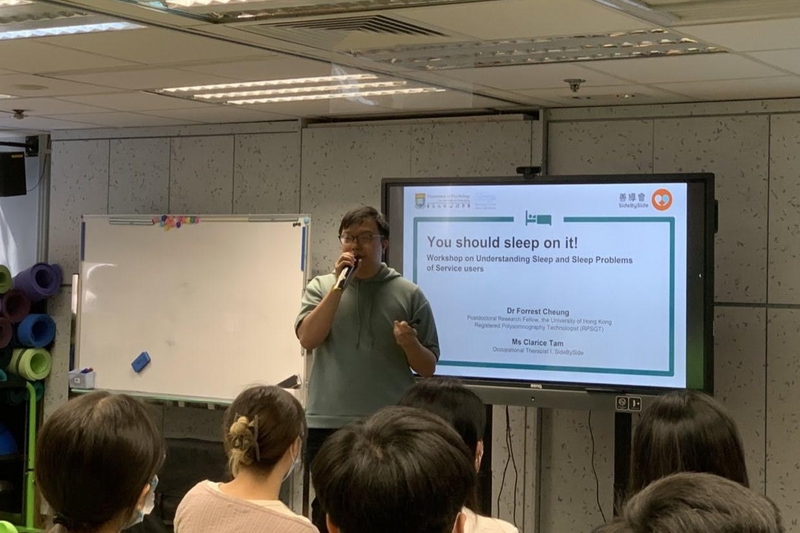 善導會
SideBySide
You should sleep on it!
Workshop on Understanding Sleep and Sleep Problems
of Service users
Dr Forrest Cheung
Postdoctoral Research Fellow, the University of Hong Kong
Registered Polysomnography Technologist (RPSGT)
Ms Clarice Tam
Occupational Therapist I, SideBySide